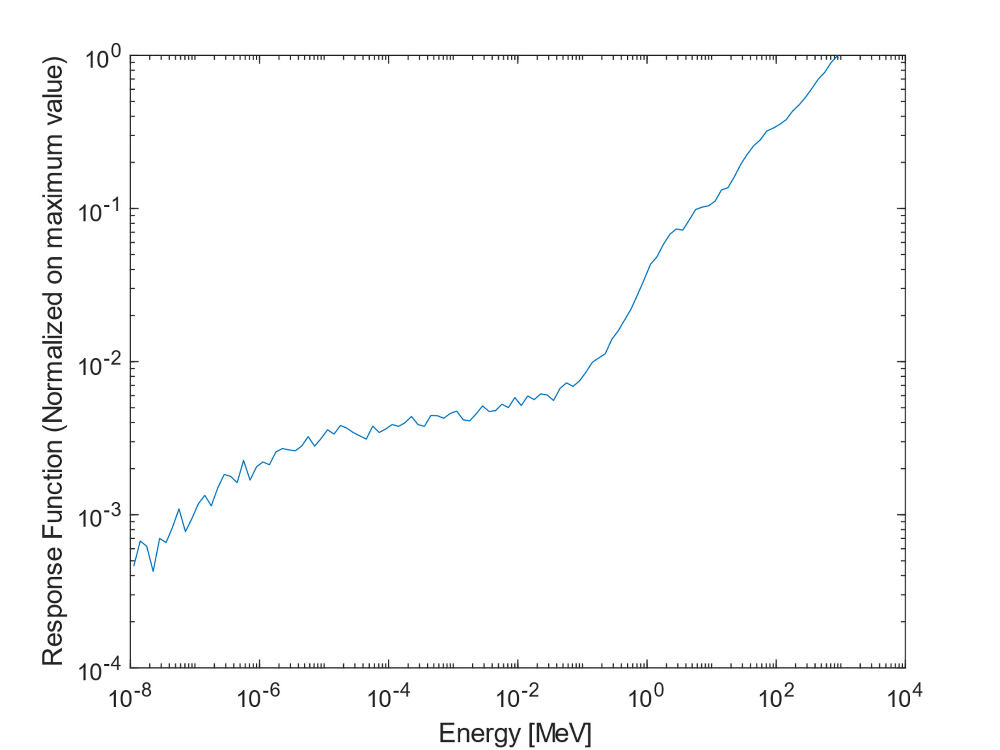 Response Function (Normalized on maximum value)
10^0
10^-1
10^-2
10^-3
10^-4
10^-8 10^-6 10^-4 10^-2 10^0 10^2 10^4
Energy [MeV]